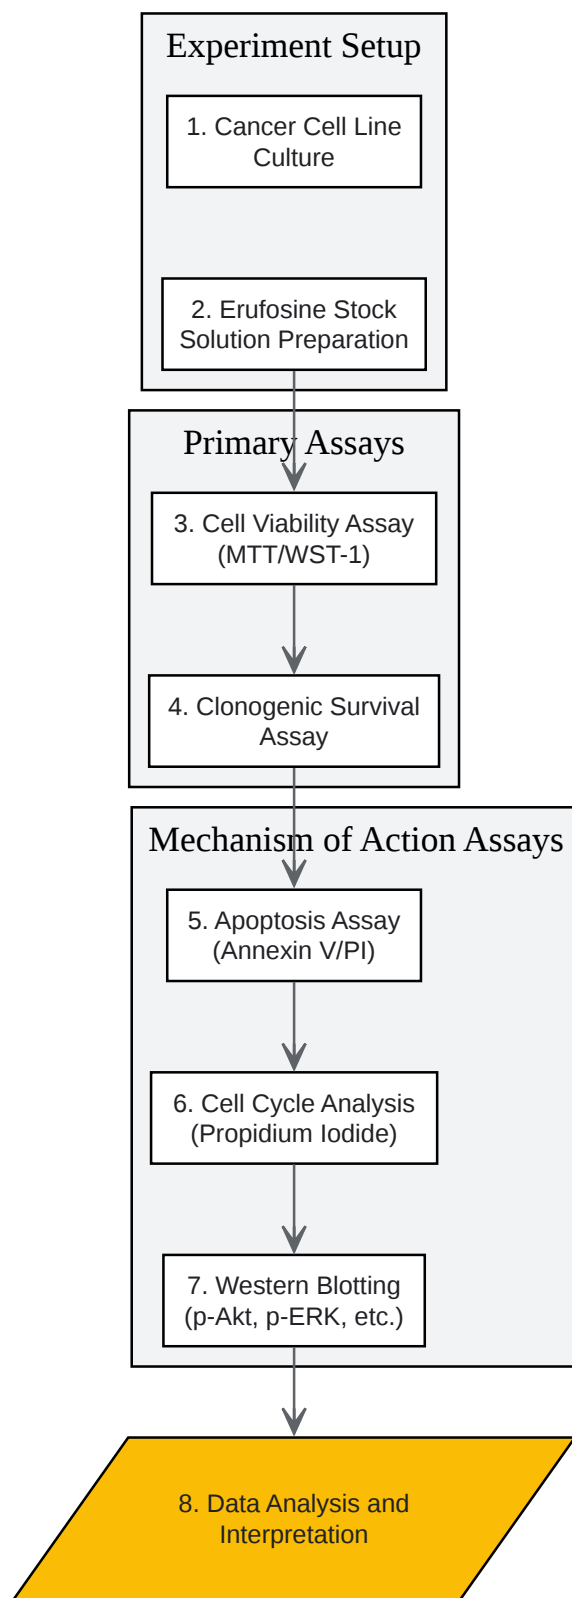 Experiment Setup
1. Cancer Cell Line
Culture
2. Erufosine Stock
Solution Preparation
Primary Assays
3. Cell Viability Assay
(MTT/WST-1)
4. Clonogenic Survival
Assay
Mechanism of Action Assays
5. Apoptosis Assay
(Annexin V/PI)
6. Cell Cycle Analysis
(Propidium Iodide)
7. Western Blotting
(p-Akt, p-ERK, etc.)
8. Data Analysis and
Interpretation